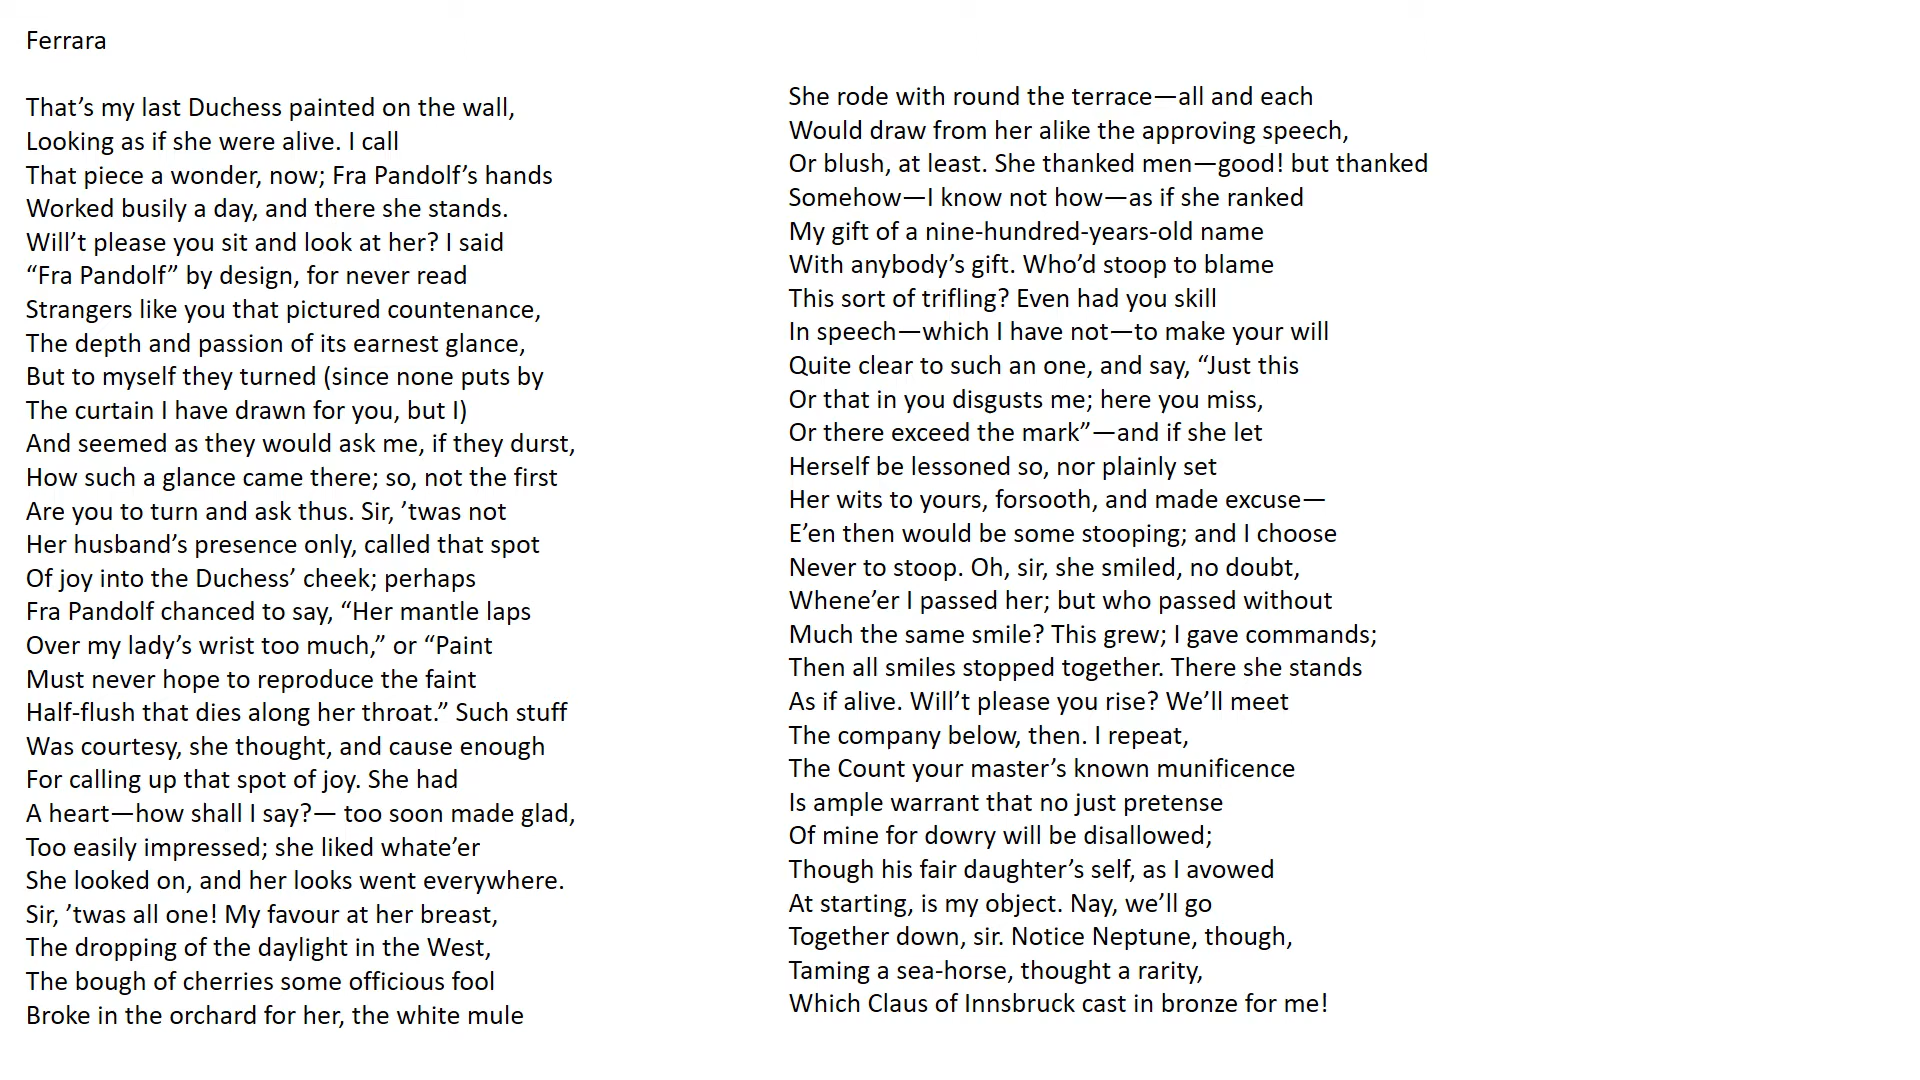 Ferrara
That’s my last Duchess painted on the wall,
Looking as if she were alive. I call
That piece a wonder, now; Fra Pandolf’s hands
Worked busily a day, and there she stands.
Will’t please you sit and look at her? I said
“Fra Pandolf” by design, for never read
Strangers like you that pictured countenance,
The depth and passion of its earnest glance,
But to myself they turned (since none puts by
The curtain I have drawn for you, but I)
And seemed as they would ask me, if they durst,
How such a glance came there; so, not the first
Are you to turn and ask thus. Sir, ’twas not
Her husband’s presence only, called that spot
Of joy into the Duchess’ cheek; perhaps
Fra Pandolf chanced to say, “Her mantle laps
Over my lady’s wrist too much,” or “Paint
Must never hope to reproduce the faint
Half-flush that dies along her throat.” Such stuff
Was courtesy, she thought, and cause enough
For calling up that spot of joy. She had
A heart—how shall I say?— too soon made glad,
Too easily impressed; she liked whate’er
She looked on, and her looks went everywhere.
Sir, ’twas all one! My favour at her breast,
The dropping of the daylight in the West,
The bough of cherries some officious fool
Broke in the orchard for her, the white mule
She rode with round the terrace—all and each
Would draw from her alike the approving speech,
Or blush, at least. She thanked men—good! but thanked
Somehow—I know not how—as if she ranked
My gift of a nine-hundred-years-old name
With anybody’s gift. Who’d stoop to blame
This sort of trifling? Even had you skill
In speech—which I have not—to make your will
Quite clear to such an one, and say, “Just this
Or that in you disgusts me; here you miss,
Or there exceed the mark”—and if she let
Herself be lessoned so, nor plainly set
Her wits to yours, forsooth, and made excuse—
E’en then would be some stooping; and I choose
Never to stoop. Oh, sir, she smiled, no doubt,
Whene’er I passed her; but who passed without
Much the same smile? This grew; I gave commands;
Then all smiles stopped together. There she stands
As if alive. Will’t please you rise? We’ll meet
The company below, then. I repeat,
The Count your master’s known munificence
Is ample warrant that no just pretense
Of mine for dowry will be disallowed;
Though his fair daughter’s self, as I avowed
At starting, is my object. Nay, we’ll go
Together down, sir. Notice Neptune, though,
Taming a sea-horse, thought a rarity,
Which Claus of Innsbruck cast in bronze for me!